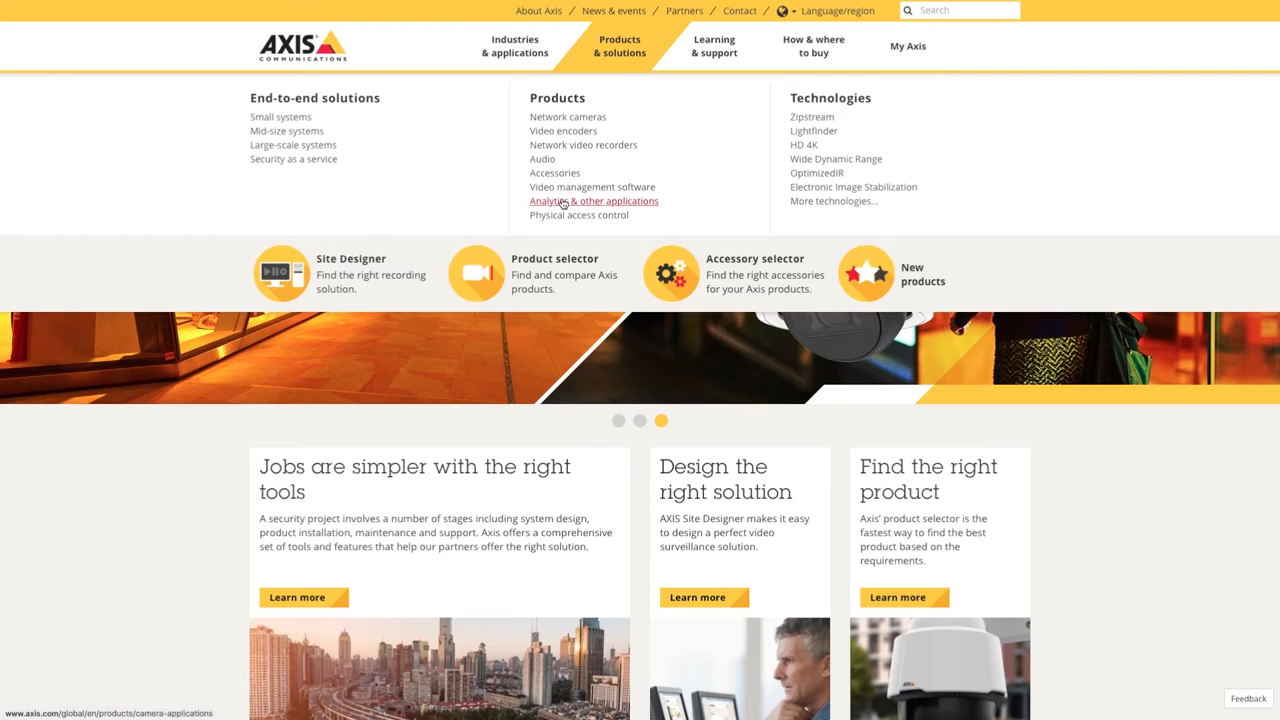 About Axis / News & events / Partners / Contact / Language/region
Search
AXIS
COMMUNICATIONS
Industries
& applications
Products
& solutions
Learning
& support
How & where
to buy
My Axis
End-to-end solutions
Small systems
Mid-size systems
Large-scale systems
Security as a service
Products
Network cameras
Video encoders
Network video recorders
Audio
Accessories
Video management software
Analytics & other applications
Physical access control
Technologies
Zipstream
Lightfinder
HD 4K
Wide Dynamic Range
OptimizedIR
Electronic Image Stabilization
More technologies...
Site Designer
Find the right recording
solution.
Product selector
Find and compare Axis
products.
Accessory selector
Find the right accessories
for your Axis products.
New
products
Jobs are simpler with the right
tools
A security project involves a number of stages including system design,
product installation, maintenance and support. Axis offers a comprehensive
set of tools and features that help our partners offer the right solution.
Learn more
Design the
right solution
AXIS Site Designer makes it easy
to design a perfect video
surveillance solution.
Learn more
Find the right
product
Axis' product selector is the
fastest way to find the best
product based on the
requirements.
Learn more
AXIS
Feedback
www.axis.com/global/en/products/camera-applications